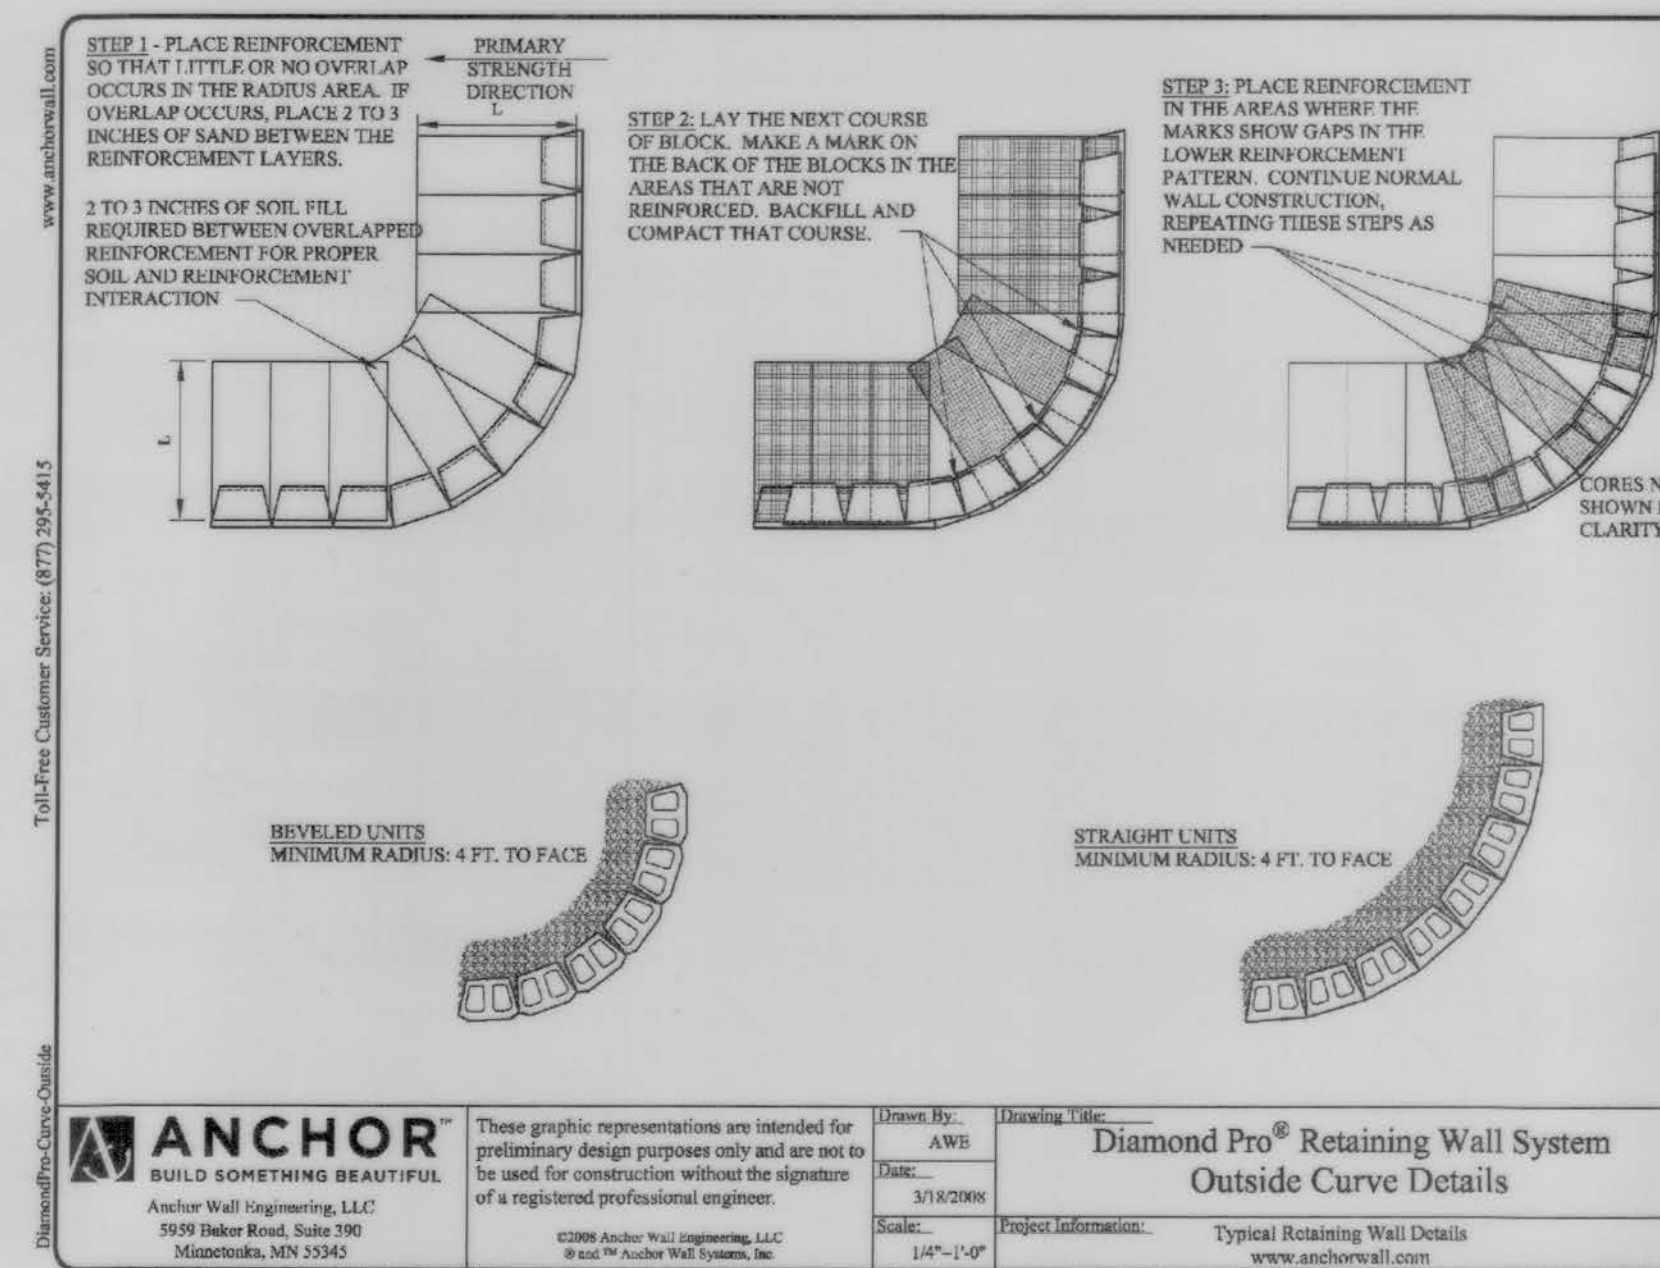 STEP 1 - PLACE REINFORCEMENT
SO THAT LITTLE OR NO OVERLAP
OCCURS IN THE RADIUS AREA. IF
OVERLAP OCCURS, PLACE 2 TO 3
INCHES OF SAND BETWEEN THE
REINFORCEMENT LAYERS.
2 TO 3 INCHES OF SOIL FILL
REQUIRED BETWEEN OVERLAPPED
REINFORCEMENT FOR PROPER
SOIL AND REINFORCEMENT
INTERACTION
PRIMARY
STRENGTH
DIRECTION
L
L
STEP 2: LAY THE NEXT COURSE
OF BLOCK. MAKE A MARK ON
THE BACK OF THE BLOCKS IN THE
AREAS THAT ARE NOT
REINFORCED. BACKFILL AND
COMPACT THAT COURSE.
STEP 3: PLACE REINFORCEMENT
IN THE AREAS WHERE THE
MARKS SHOW GAPS IN THE
LOWER REINFORCEMENT
PATTERN. CONTINUE NORMAL
WALL CONSTRUCTION,
REPEATING THESE STEPS AS
NEEDED
CORES N
SHOWN
CLARITY
BEVELED UNITS
MINIMUM RADIUS: 4 FT. TO FACE
STRAIGHT UNITS
MINIMUM RADIUS: 4 FT. TO FACE
www.anchorwall.com
Toll-Free Customer Service: (877) 295-5415
DiamondPro-Curve-Outside
ANCHOR™
BUILD SOMETHING BEAUTIFUL
Anchor Wall Engineering, LLC
5959 Baker Road, Suite 390
Minnetonka, MN 55345
These graphic representations are intended for
preliminary design purposes only and are not to
be used for construction without the signature
of a registered professional engineer.
©2008 Anchor Wall Engineering, LLC
® and ™ Anchor Wall Systems, Inc.
Drawn By:
AWE
Date:
3/18/2008
Scale:
1/4"=1'-0"
Drawing Title:
Diamond Pro® Retaining Wall System
Outside Curve Details
Project Information:
Typical Retaining Wall Details
www.anchorwall.com